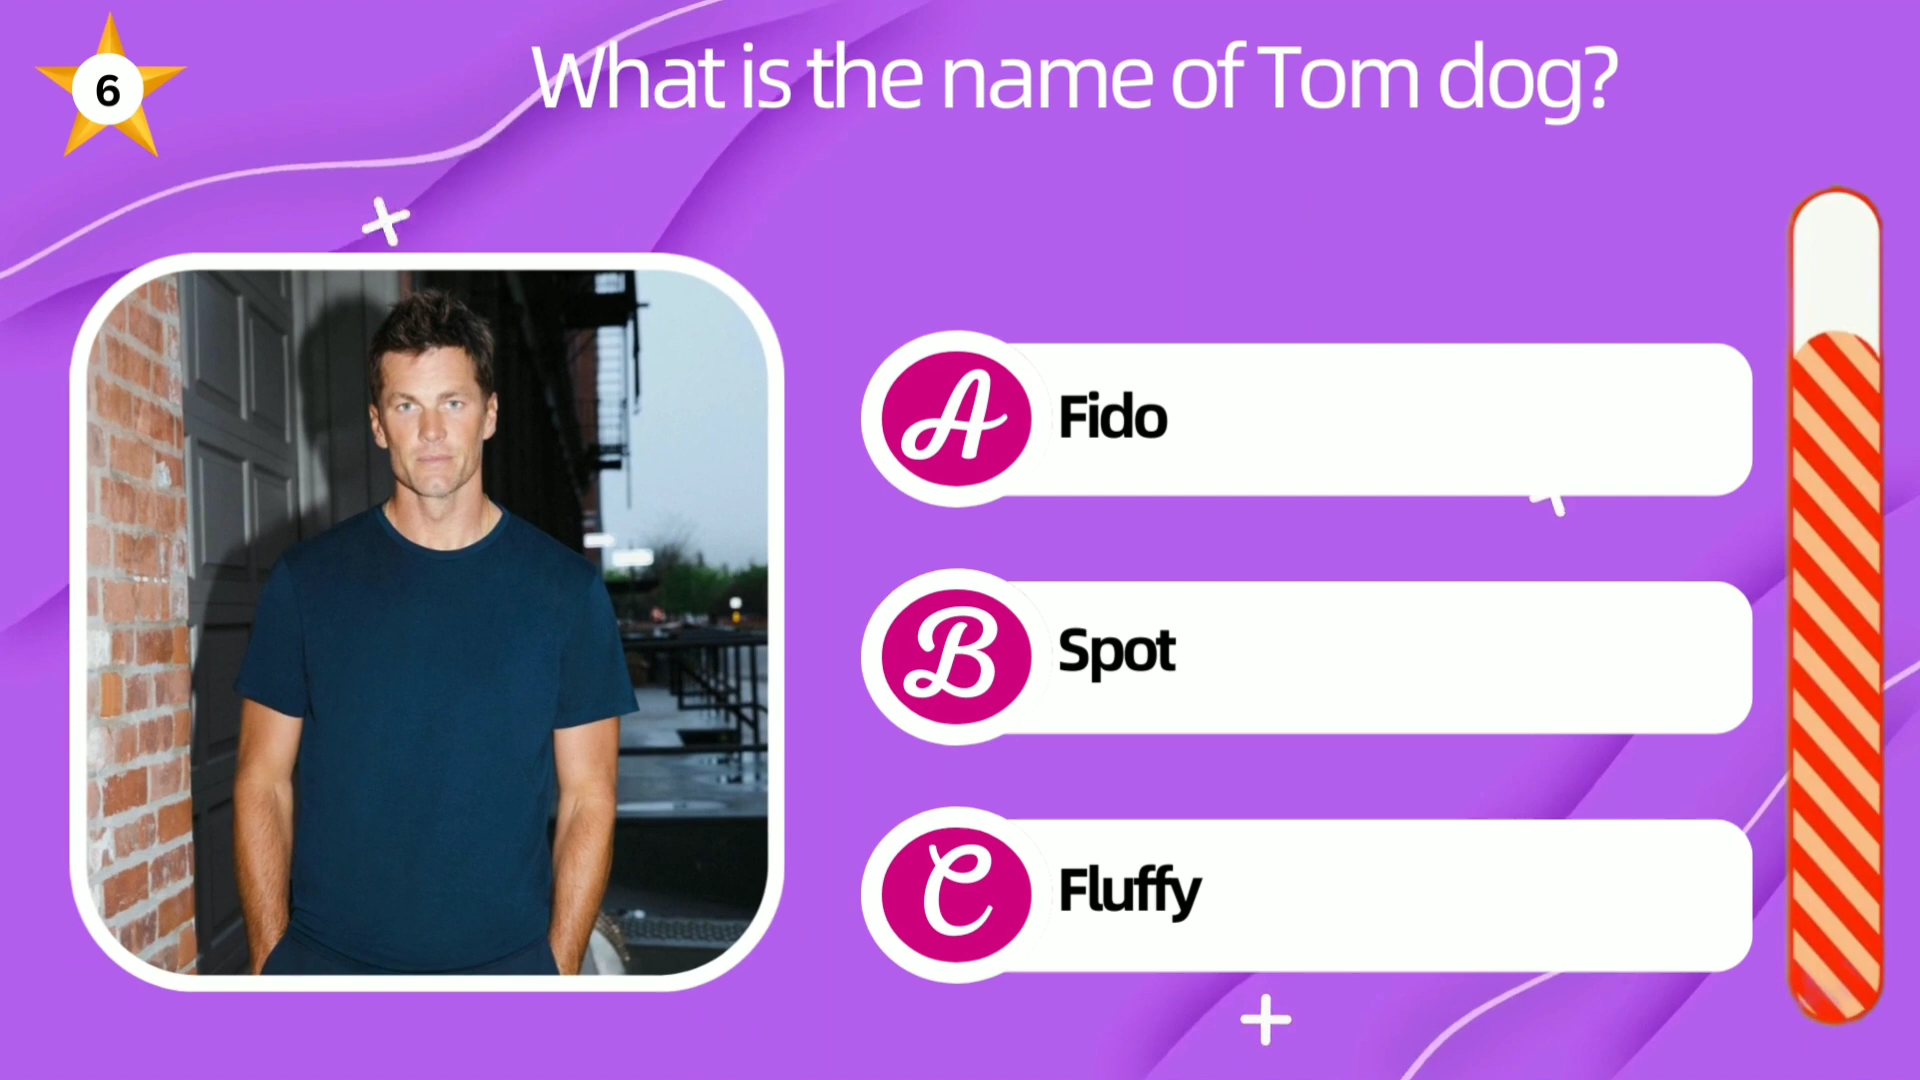 6
What is the name of Tom dog?
A Fido
B Spot
C Fluffy